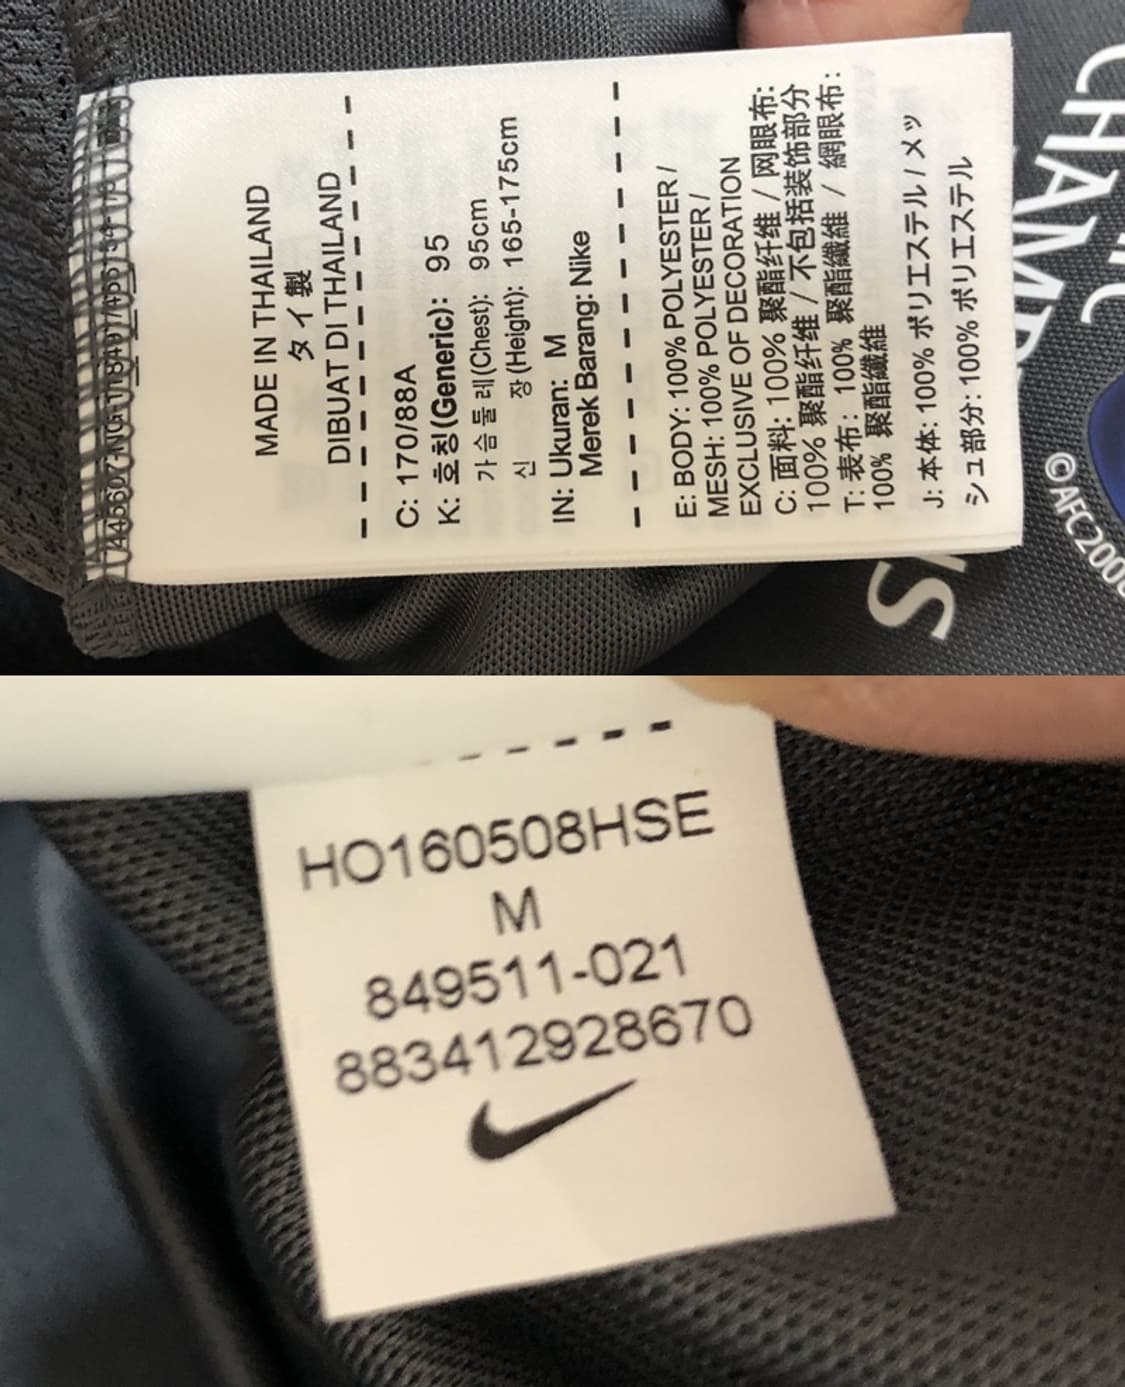 MADE IN THAILAND
タイ製
DIBUAT DI THAILAND
C: 170/88A
K: 호칭(Generic): 95
가슴둘레(Chest): 95cm
신 장(Height): 165-175cm
IN: Ukuran: M
Merek Barang: Nike
E: BODY: 100% POLYESTER /
MESH: 100% POLYESTER /
EXCLUSIVE OF DECORATION
C: 面料: 100% 聚酯纤维 / 网眼布:
100% 聚酯纤维 / 不包括装饰部分
T: 表布: 100% 聚酯纖維 / 網眼布:
100% 聚酯纖維
J: 本体: 100% ポリエステル / メッ
シュ部分: 100% ポリエステル
©AFC200
HO160508HSE
M
849511-021
883412928670